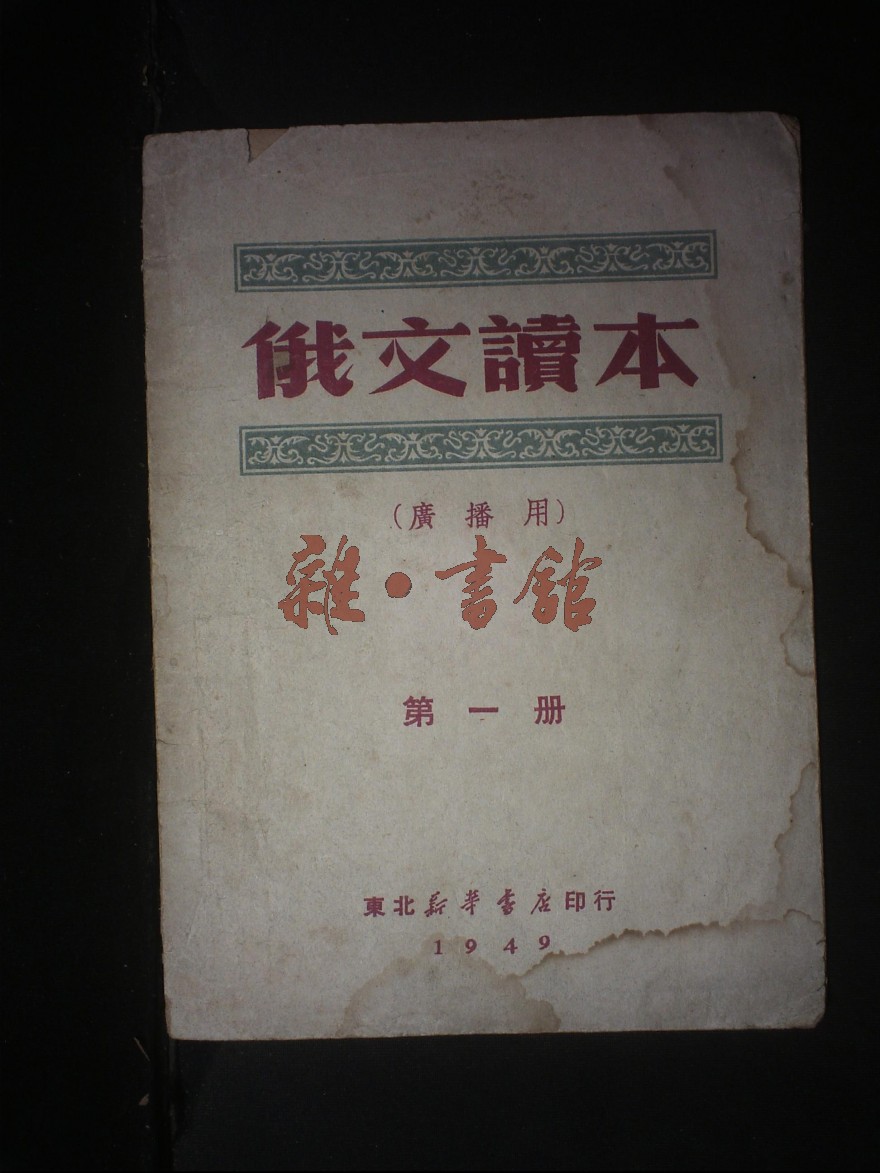 俄文讀本
（廣播用）
雜·書館
第一册
東北新華書店印行
1949